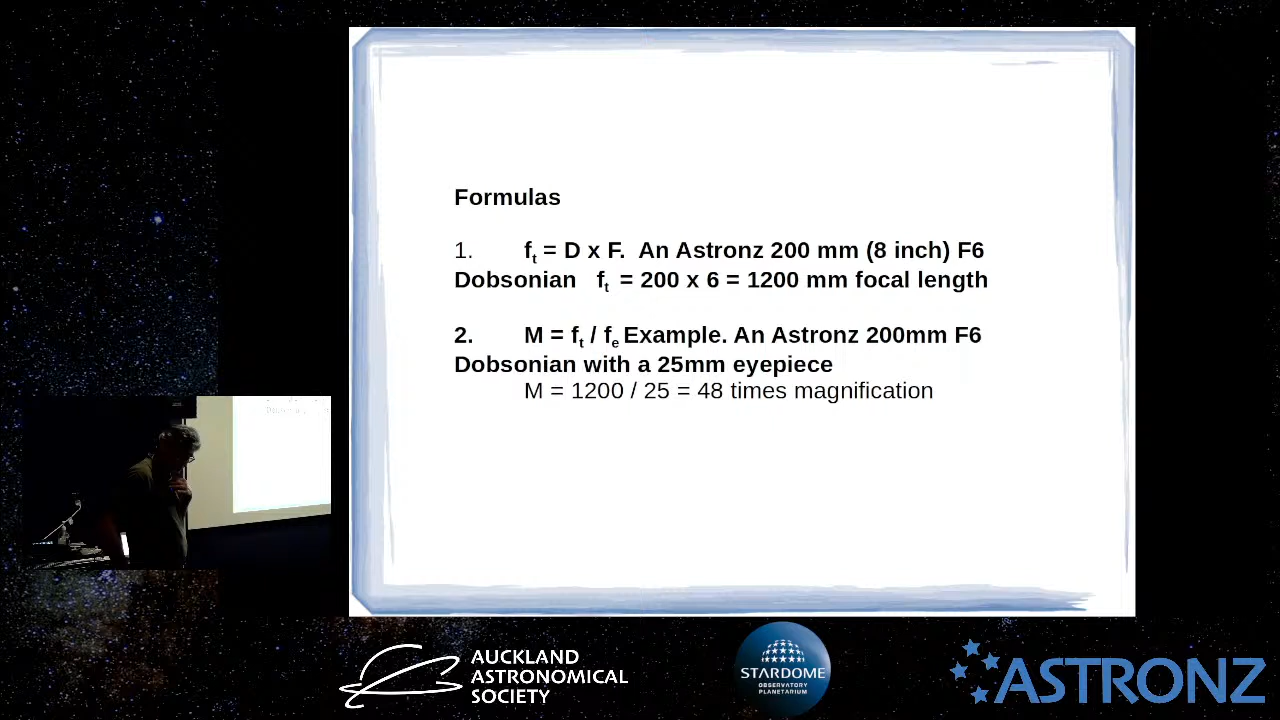 Formulas
1. ft = D x F. An Astronz 200 mm (8 inch) F6
Dobsonian ft = 200 x 6 = 1200 mm focal length
2. M = ft / fe Example. An Astronz 200mm F6
Dobsonian with a 25mm eyepiece
M = 1200 / 25 = 48 times magnification
AUCKLAND
ASTRONOMICAL
SOCIETY
STARDOME
OBSERVATORY
PLANETARIUM
ASTRONZ